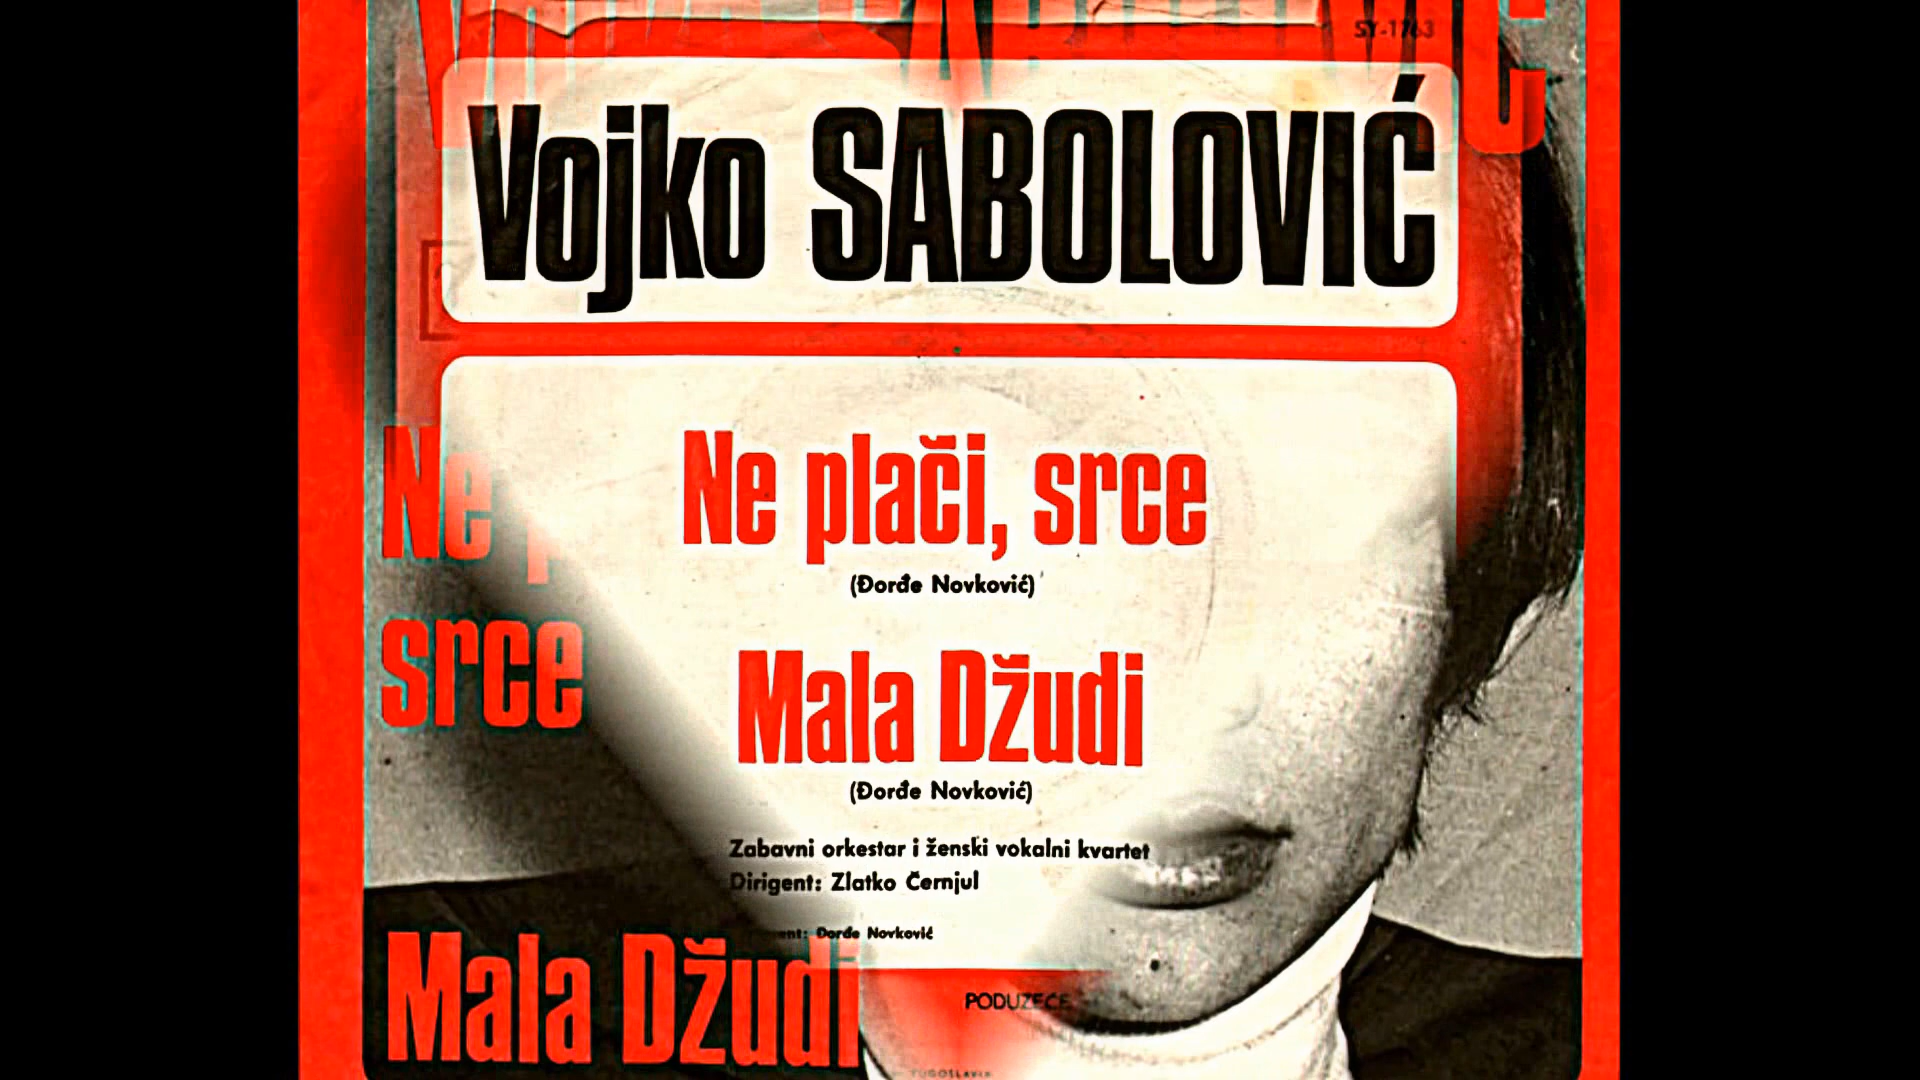 SY-1763
Vojko SABOLOVIĆ
Ne plači, srce
(Đorđe Novković)
Mala Džudi
(Đorđe Novković)
Zabavni orkestar i ženski vokalni kvartet
Dirigent: Zlatko Černjul
Đorđe Novković
Ne
srce
Mala Džudi
PODUZEĆE
YUGOSLAVIA